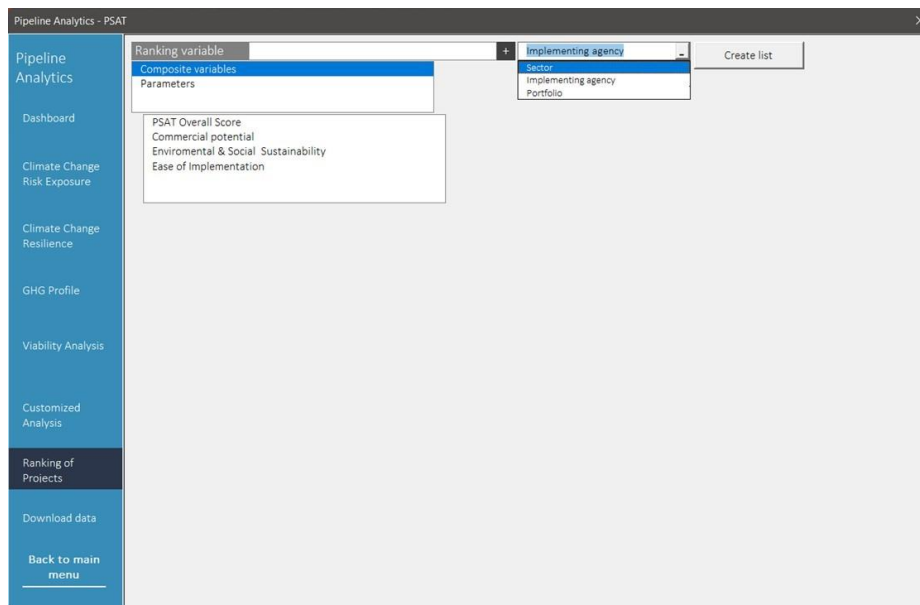 Pipeline Analytics - PSAT
Pipeline
Analytics
Dashboard
Climate Change
Risk Exposure
Climate Change
Resilience
GHG Profile
Viability Analysis
Customized
Analysis
Ranking of
Projects
Download data
Back to main
menu
Ranking variable
+
Implementing agency
Create list
Composite variables
Parameters
Sector
Implementing agency
Portfolio
PSAT Overall Score
Commercial potential
Enviromental & Social Sustainability
Ease of Implementation